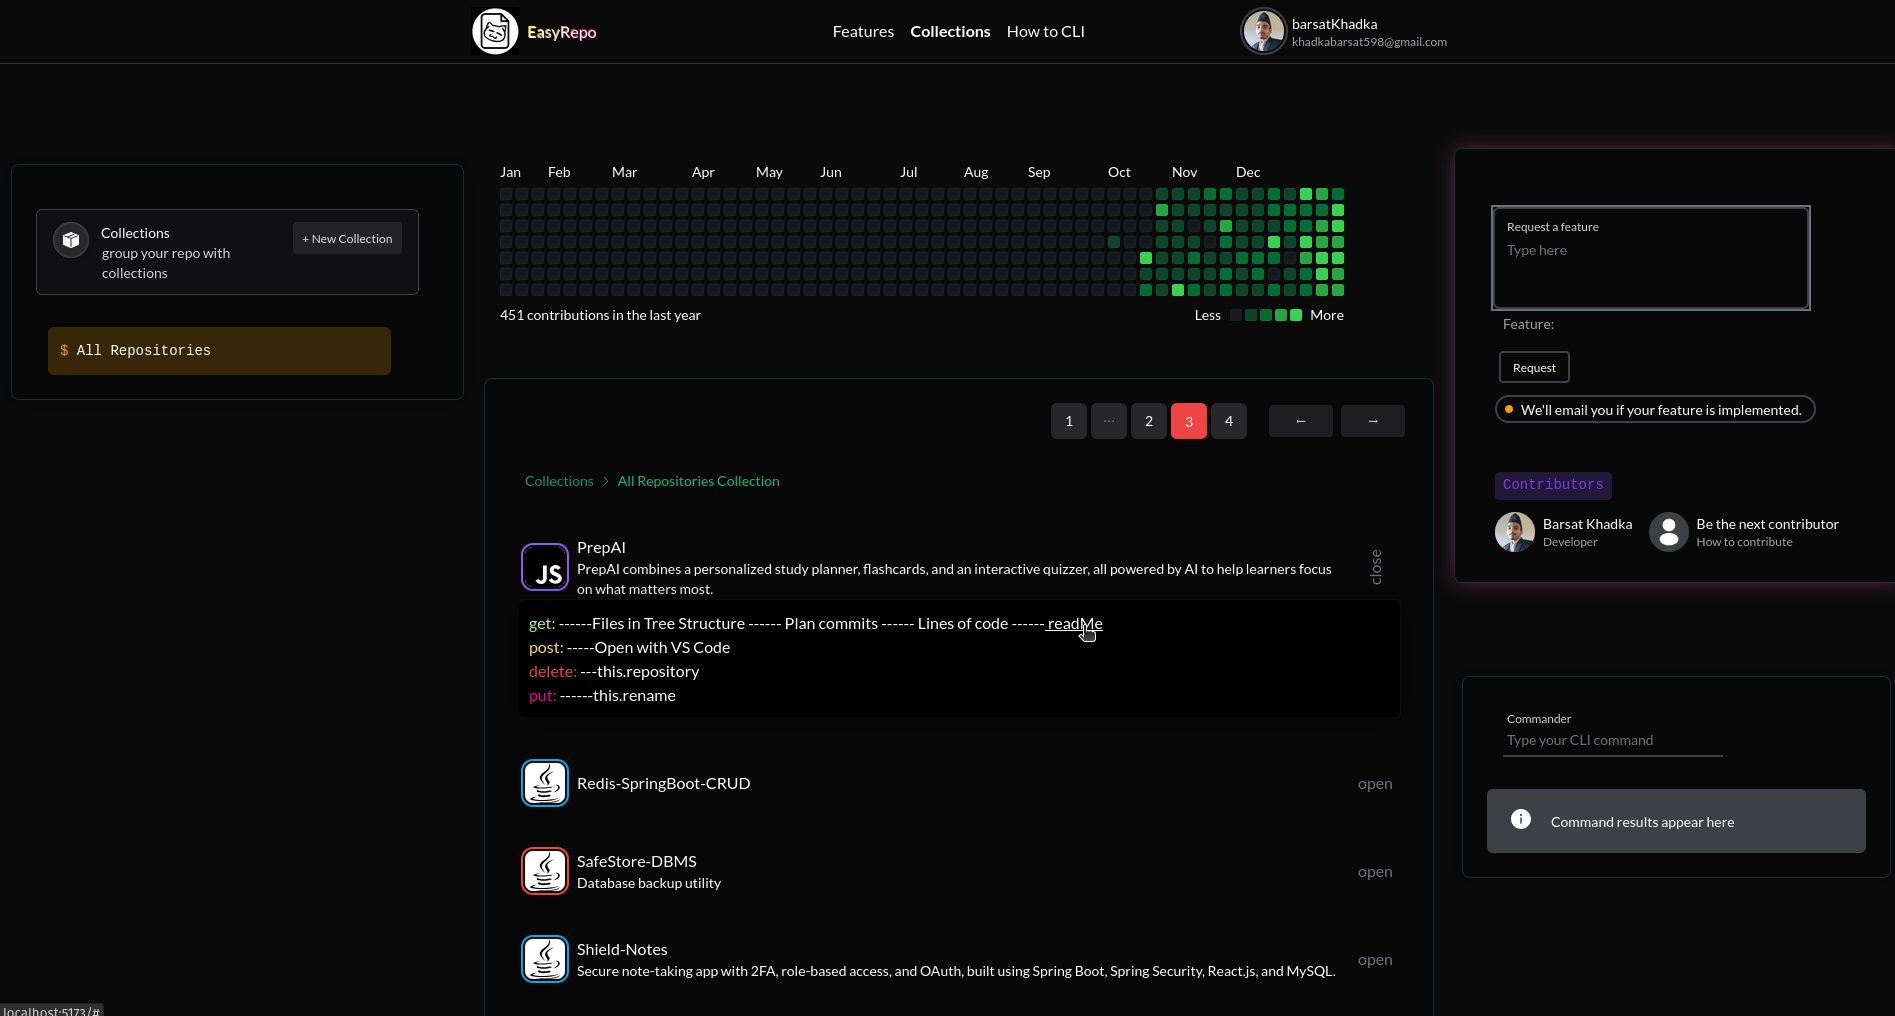 EasyRepo
Features Collections How to CLI
barsatKhadka
khadkabarsat598@gmail.com
Collections
group your repo with
collections
+ New Collection
$ All Repositories
Jan Feb Mar Apr May Jun Jul Aug Sep Oct Nov Dec
451 contributions in the last year
Less More
1 ... 2 3 4 ← →
Collections > All Repositories Collection
JS
PrepAI
PrepAI combines a personalized study planner, flashcards, and an interactive quizzer, all powered by AI to help learners focus
on what matters most.
close
get: ------Files in Tree Structure ------ Plan commits ------ Lines of code ------ readMe
post: -----Open with VS Code
delete: ---this.repository
put: ------this.rename
Redis-SpringBoot-CRUD
open
SafeStore-DBMS
Database backup utility
open
Shield-Notes
Secure note-taking app with 2FA, role-based access, and OAuth, built using Spring Boot, Spring Security, React.js, and MySQL.
open
Request a feature
Type here
Feature:
Request
We'll email you if your feature is implemented.
Contributors
Barsat Khadka
Developer
Be the next contributor
How to contribute
Commander
Type your CLI command
Command results appear here
localhost:5173/#